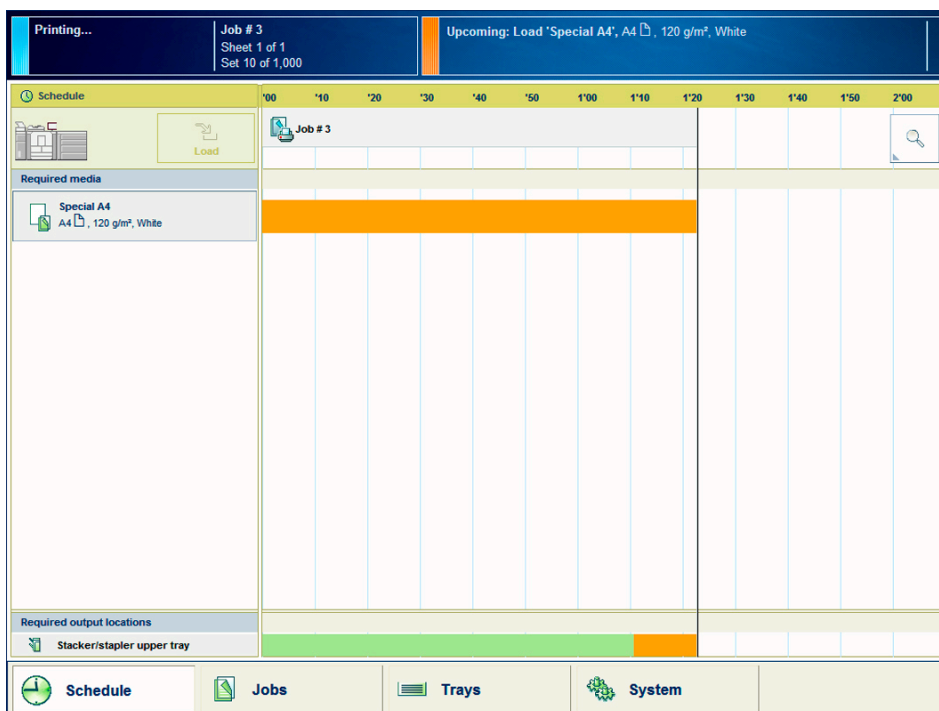 Printing...
Job # 3
Sheet 1 of 1
Set 10 of 1,000
Upcoming: Load 'Special A4', A4 , 120 g/m², White
Schedule
'00 '10 '20 '30 '40 '50 1'00 1'10 1'20 1'30 1'40 1'50 2'00
Load
Job # 3
Required media
Special A4
A4 , 120 g/m², White
Required output locations
Stacker/stapler upper tray
Schedule
Jobs
Trays
System